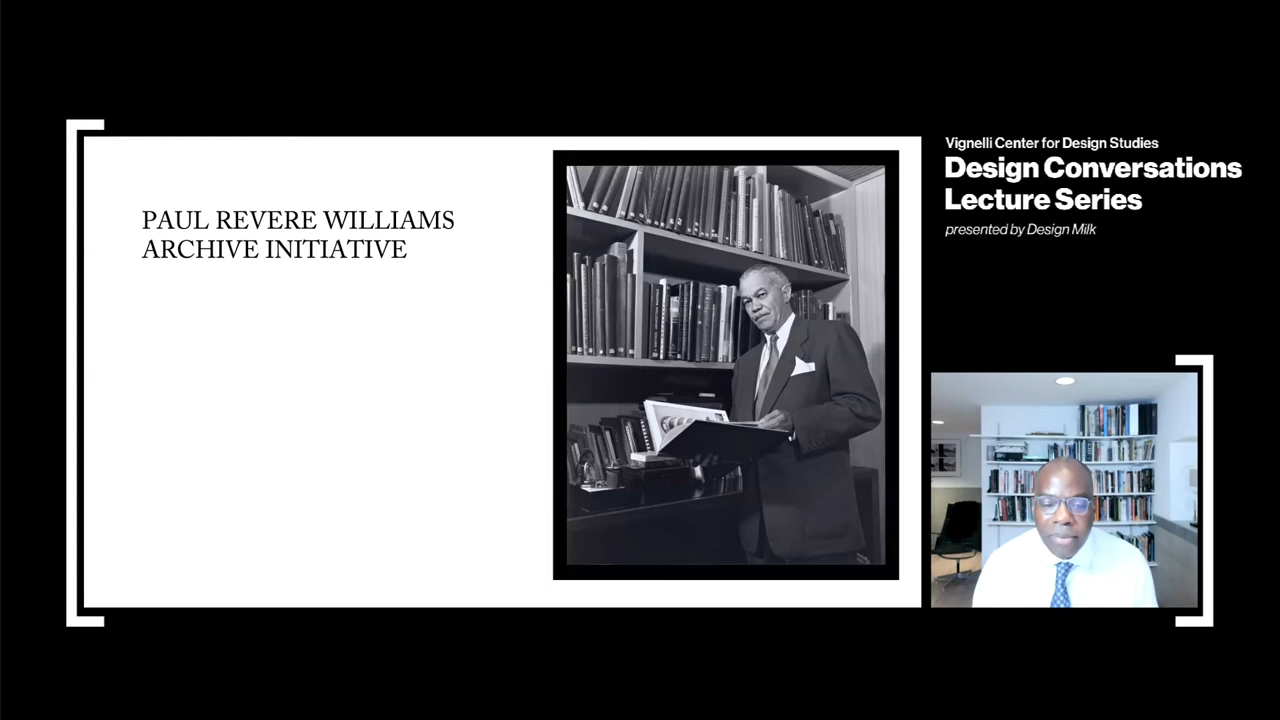 PAUL REVERE WILLIAMS
ARCHIVE INITIATIVE
Vignelli Center for Design Studies
Design Conversations
Lecture Series
presented by Design Milk